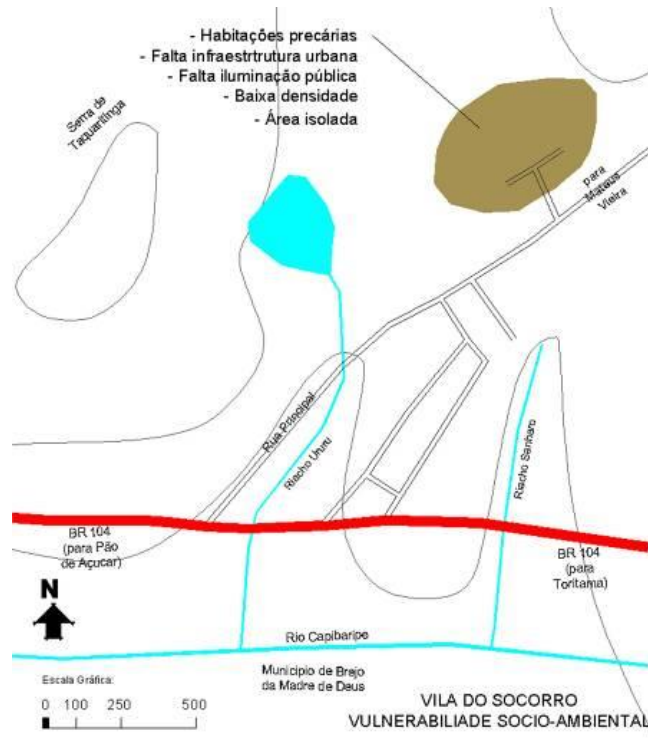 - Habitações precárias
- Falta infraestrtrutura urbana
- Falta iluminação pública
- Baixa densidade
- Área isolada
Serra de
Taquaritinga
para
Mateus
Vieira
Rua Principal
Riacho Ururu
Riacho Sanharo
BR 104
(para Pão
de Açucar)
BR 104
(para
Toritama)
N
Rio Capibaripe
Municipio de Brejo
da Madre de Deus
Escala Gráfica:
0 100 250 500
VILA DO SOCORRO
VULNERABILIADE SOCIO-AMBIENTAL